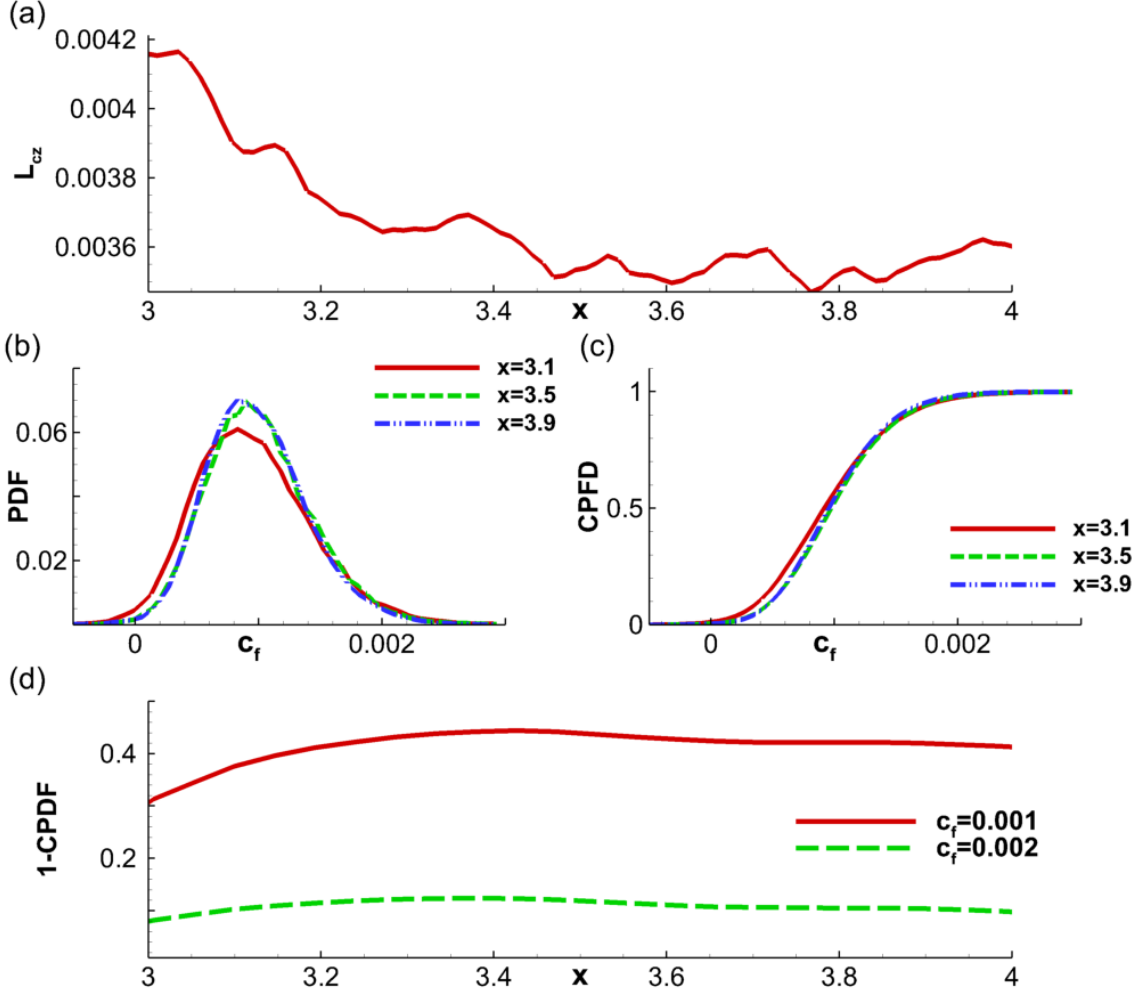 (a)
0.0042
0.004
0.0038
0.0036
L_cz
3 3.2 3.4 x 3.6 3.8 4
(b)
x=3.1
x=3.5
x=3.9
0.06
0.02
PDF
0 c_f 0.002
(c)
1
0.5
0
CPFD
x=3.1
x=3.5
x=3.9
0 c_f 0.002
(d)
0.4
0.2
1-CPDF
c_f=0.001
c_f=0.002
3 3.2 3.4 x 3.6 3.8 4